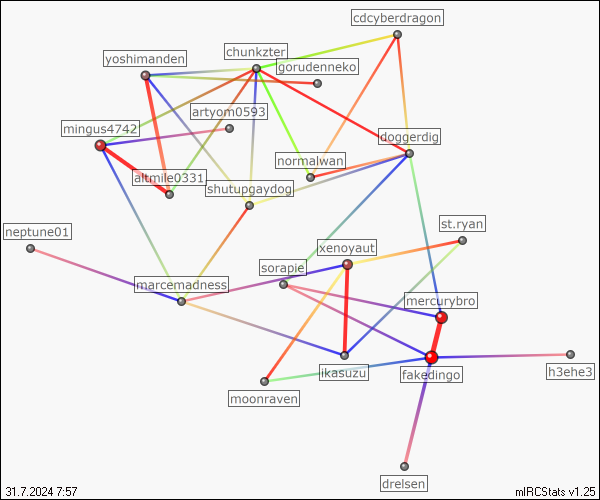 cdcyberdragon
chunkzter
yoshimanden
gorudenneko
artyom0593
mingus4742
doggerdig
normalwan
altmile0331
shutupgaydog
st.ryan
neptune01
xenoyaut
sorapie
marcemadness
mercurybro
ikasuzu
fakedingo
h3ehe3
moonraven
drelsen
31.7.2024 7:57
mIRCStats v1.25